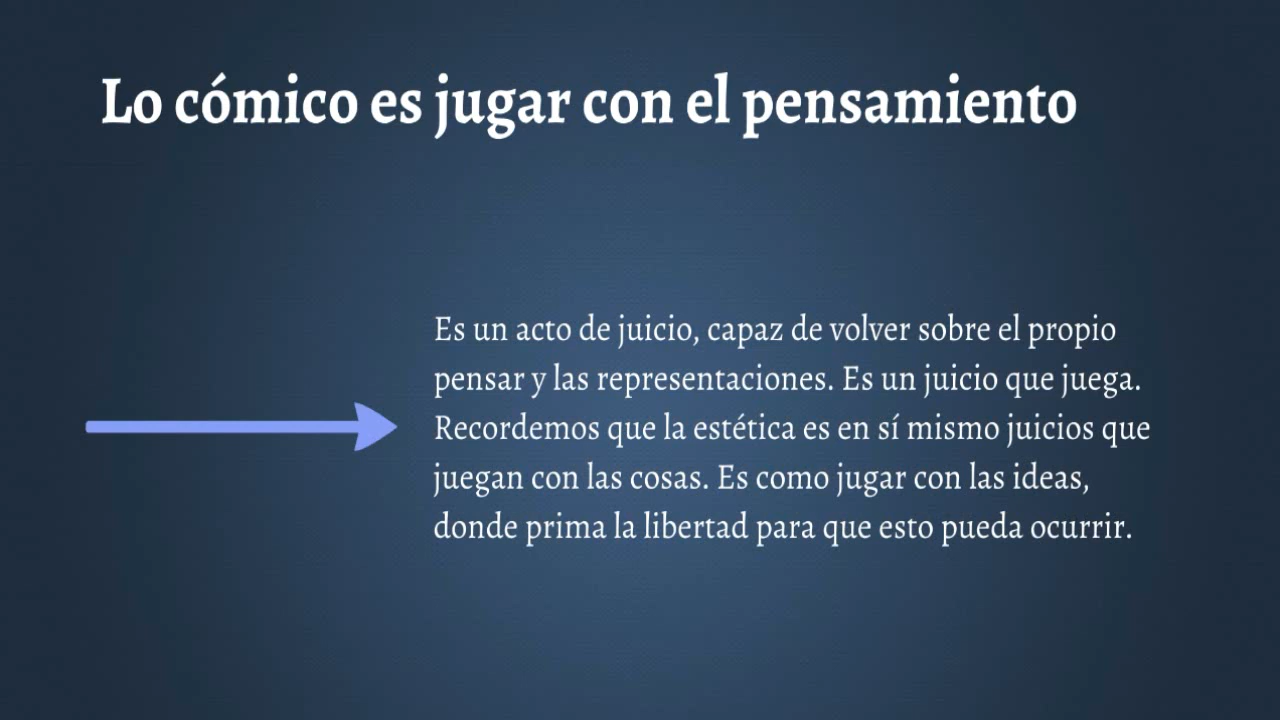 Lo cómico es jugar con el pensamiento
Es un acto de juicio, capaz de volver sobre el propio
pensar y las representaciones. Es un juicio que juega.
Recordemos que la estética es en sí mismo juicios que
juegan con las cosas. Es como jugar con las ideas,
donde prima la libertad para que esto pueda ocurrir.